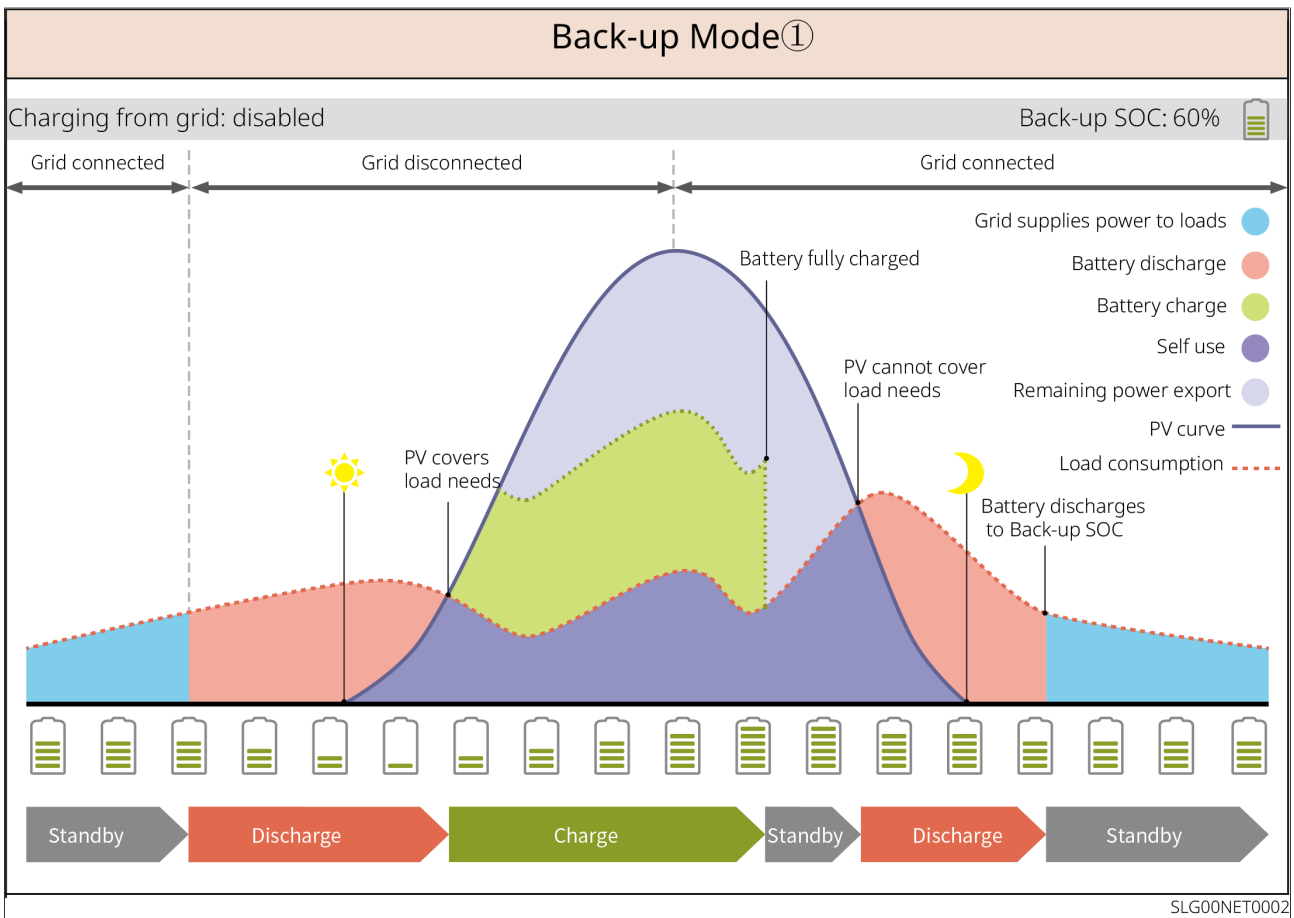 Back-up Mode①
Charging from grid: disabled
Back-up SOC: 60%
Grid connected
Grid disconnected
Grid connected
Grid supplies power to loads
Battery discharge
Battery charge
Self use
Remaining power export
PV curve
Load consumption
Battery fully charged
PV cannot cover
load needs
PV covers
load needs
Battery discharges
to Back-up SOC
Standby
Discharge
Charge
Standby
Discharge
Standby
SLG00NET0002